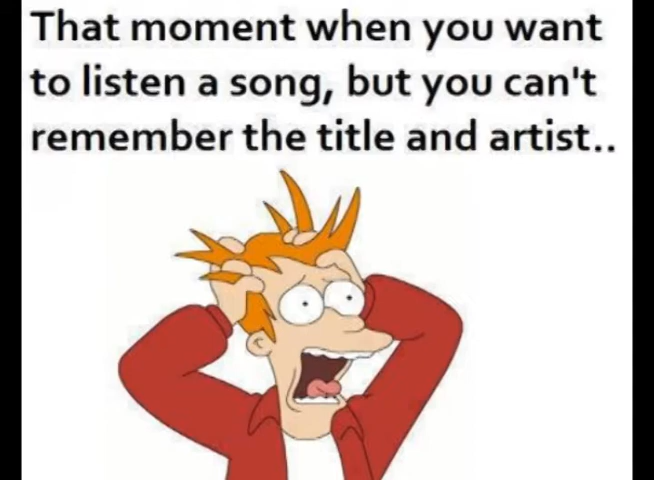 That moment when you want
to listen a song, but you can't
remember the title and artist..